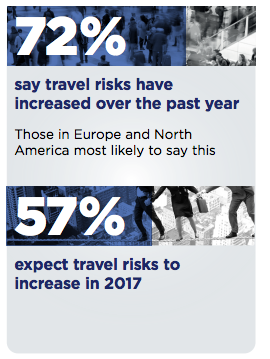 72%
say travel risks have
increased over the past year
Those in Europe and North
America most likely to say this
57%
expect travel risks to
increase in 2017